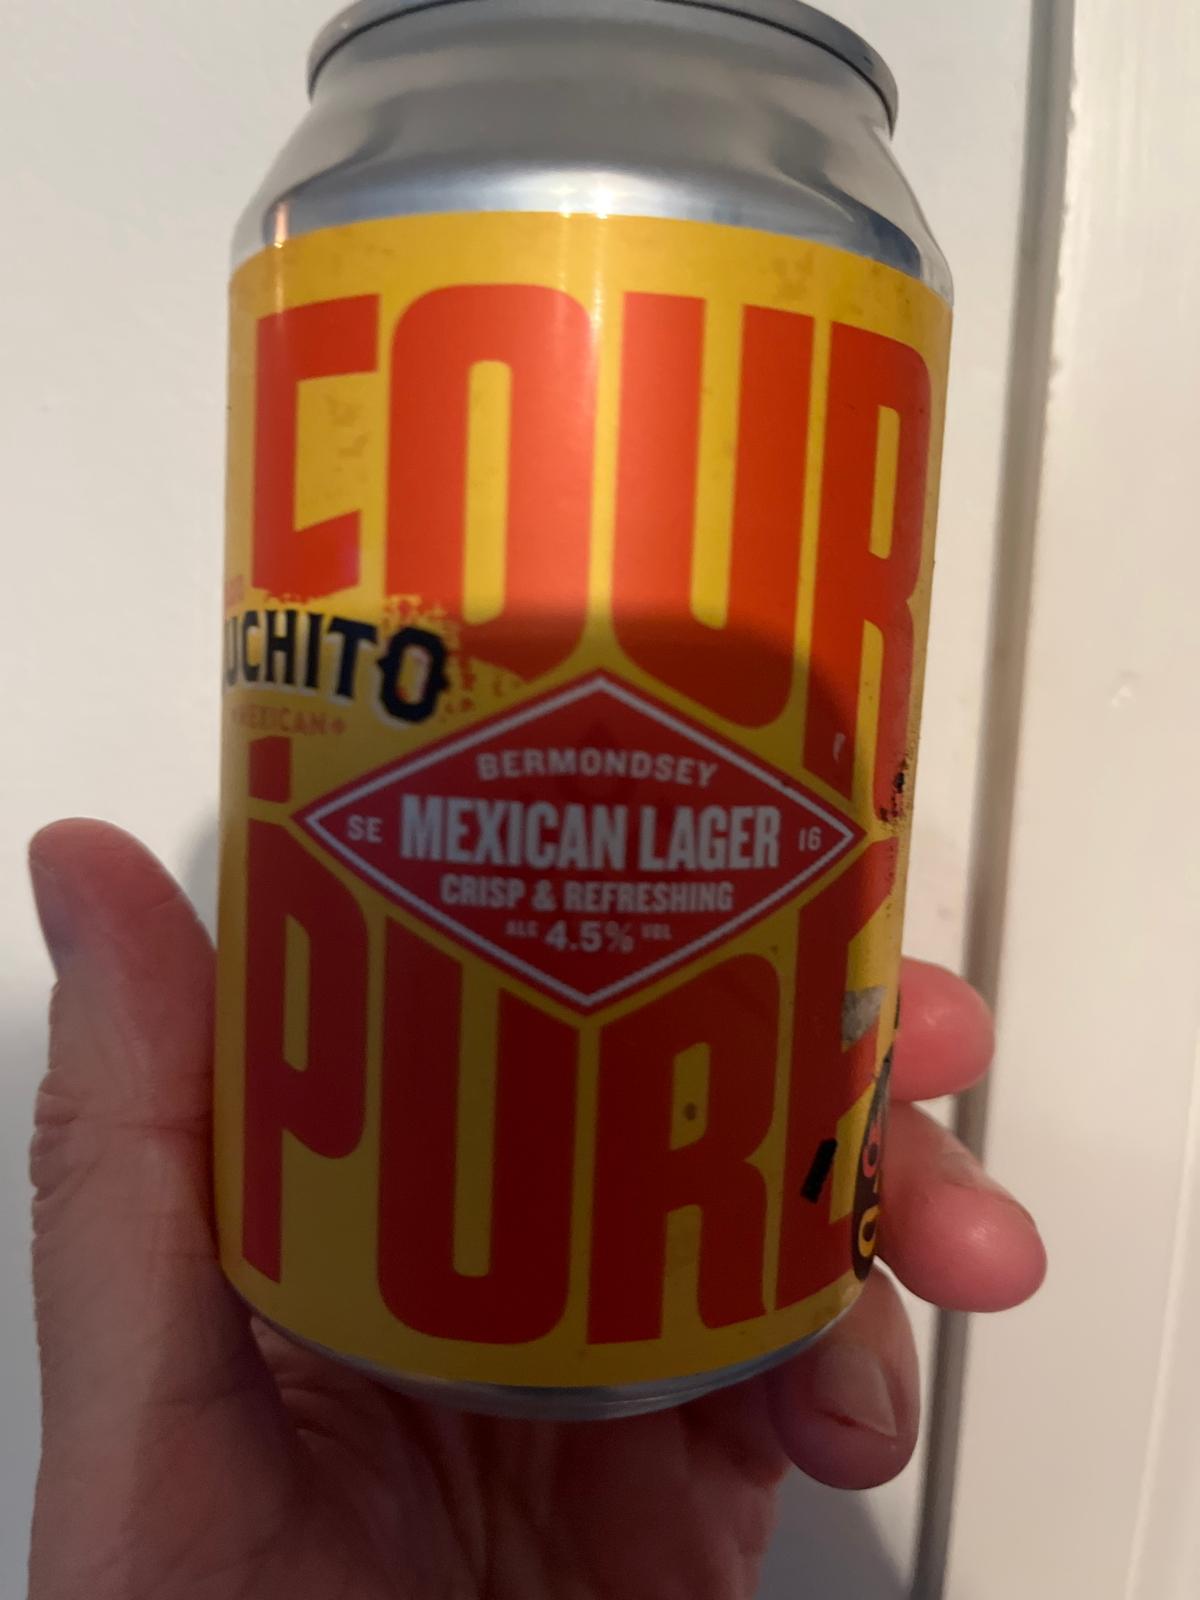 FOUR
UCHITO
MEXICAN
BERMONDSEY
SE MEXICAN LAGER 16
CRISP & REFRESHING
ALC 4.5% VOL
PURE